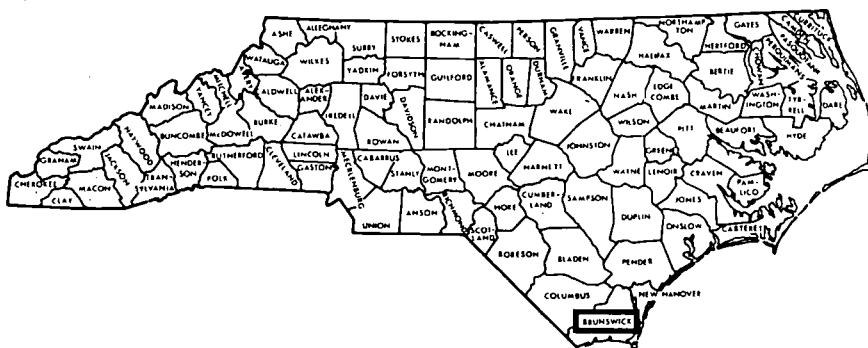 ASHE
ALLEGHANY
SURRY
STOKES
ROCKING-
HAM
CASWELL
PERSON
GRANVILLE
VANCE
WARREN
NORTHAMP
TON
GATES
HERTFORD
CURRITUCK
CAMDEN
PASQUOTANK
PERQUIMANS
CHOWAN
HALIFAX
BERTIE
WATAUGA
WILKES
YADKIN
FORSYTH
GUILFORD
ALAMANCE
ORANGE
DURHAM
FRANKLIN
NASH
EDGE
COMBE
MARTIN
WASH-
INGTON
TYR-
RELL
DARE
MADISON
YANCEY
MITCHELL
AVERY
CALDWELL
ALEX-
ANDER
IREDELL
DAVIE
DAVIDSON
RANDOLPH
CHATHAM
WAKE
WILSON
PITT
BEAUFORT
HYDE
SWAIN
HAYWOOD
BUNCOMBE
McDOWELL
BURKE
CATAWBA
ROWAN
LEE
JOHNSTON
GREENE
GRAHAM
CHEROKEE
CLAY
MACON
JACKSON
TRAN-
SYLVANIA
HENDER-
SON
POLK
RUTHERFORD
CLEVELAND
LINCOLN
GASTON
MECKLENBURG
CABARRUS
STANLY
MONT-
GOMERY
MOORE
HARNETT
WAYNE
LENOIR
CRAVEN
PAM-
LICO
UNION
ANSON
RICHMOND
SCOT-
LAND
HOKE
CUMBER-
LAND
SAMPSON
DUPLIN
JONES
ONSLOW
CARTERET
ROBESON
BLADEN
PENDER
COLUMBUS
NEW HANOVER
BRUNSWICK